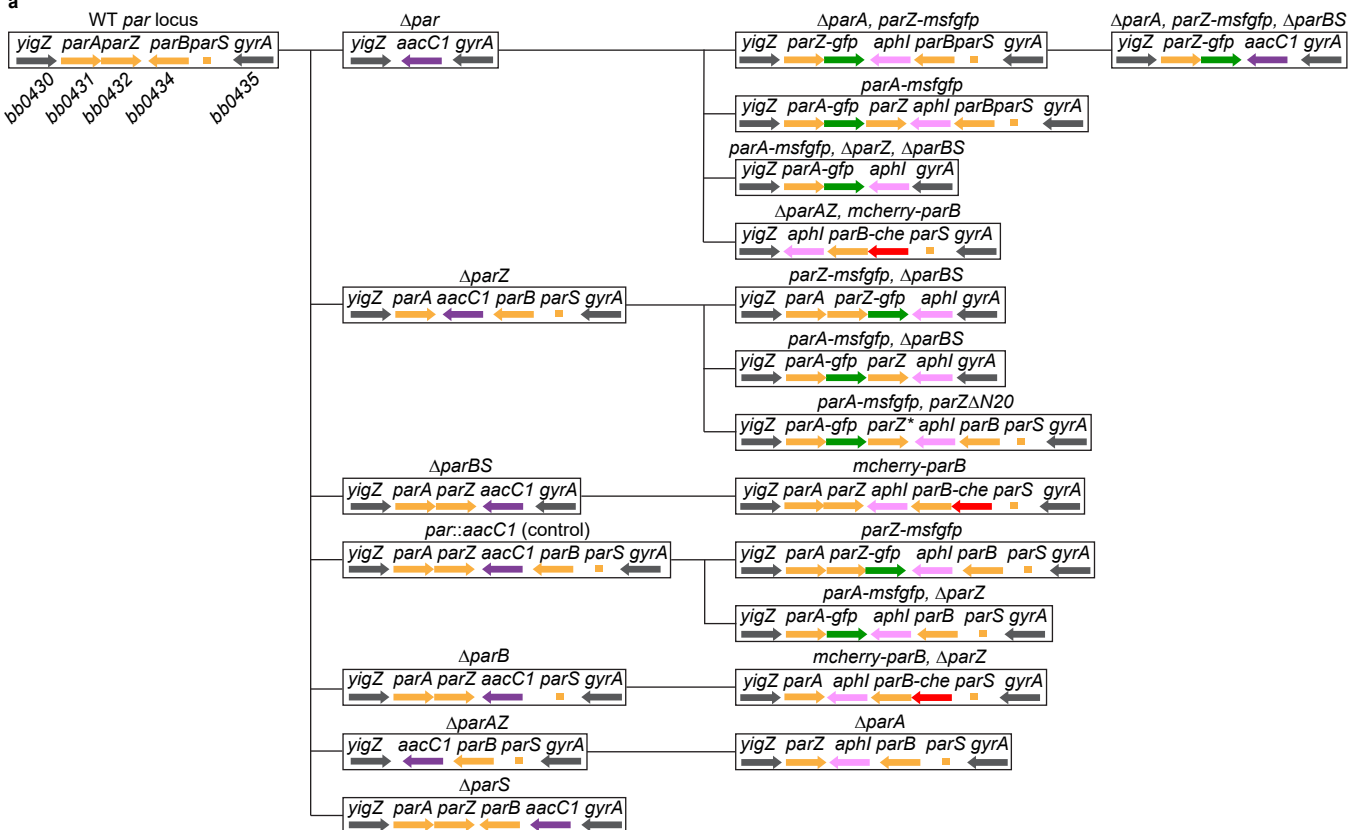 a
WT par locus
yigZ parAparZ parBparS gyrA
bb0430 bb0431 bb0432 bb0434 bb0435
Δpar
yigZ aacC1 gyrA
ΔparA, parZ-msfgfp
yigZ parZ-gfp aphI parBparS gyrA
ΔparA, parZ-msfgfp, ΔparBS
yigZ parZ-gfp aacC1 gyrA
parA-msfgfp
yigZ parA-gfp parZ aphI parBparS gyrA
parA-msfgfp, ΔparZ, ΔparBS
yigZ parA-gfp aphI gyrA
ΔparAZ, mcherry-parB
yigZ aphI parB-che parS gyrA
ΔparZ
yigZ parA aacC1 parB parS gyrA
parZ-msfgfp, ΔparBS
yigZ parA parZ-gfp aphI gyrA
parA-msfgfp, ΔparBS
yigZ parA-gfp parZ aphI gyrA
parA-msfgfp, parZΔN20
yigZ parA-gfp parZ* aphI parB parS gyrA
ΔparBS
yigZ parA parZ aacC1 gyrA
mcherry-parB
yigZ parA parZ aphI parB-che parS gyrA
par::aacC1 (control)
yigZ parA parZ aacC1 parB parS gyrA
parZ-msfgfp
yigZ parA parZ-gfp aphI parB parS gyrA
parA-msfgfp, ΔparZ
yigZ parA-gfp aphI parB parS gyrA
ΔparB
yigZ parA parZ aacC1 parS gyrA
mcherry-parB, ΔparZ
yigZ parA aphI parB-che parS gyrA
ΔparAZ
yigZ aacC1 parB parS gyrA
ΔparA
yigZ parZ aphI parB parS gyrA
ΔparS
yigZ parA parZ parB aacC1 gyrA